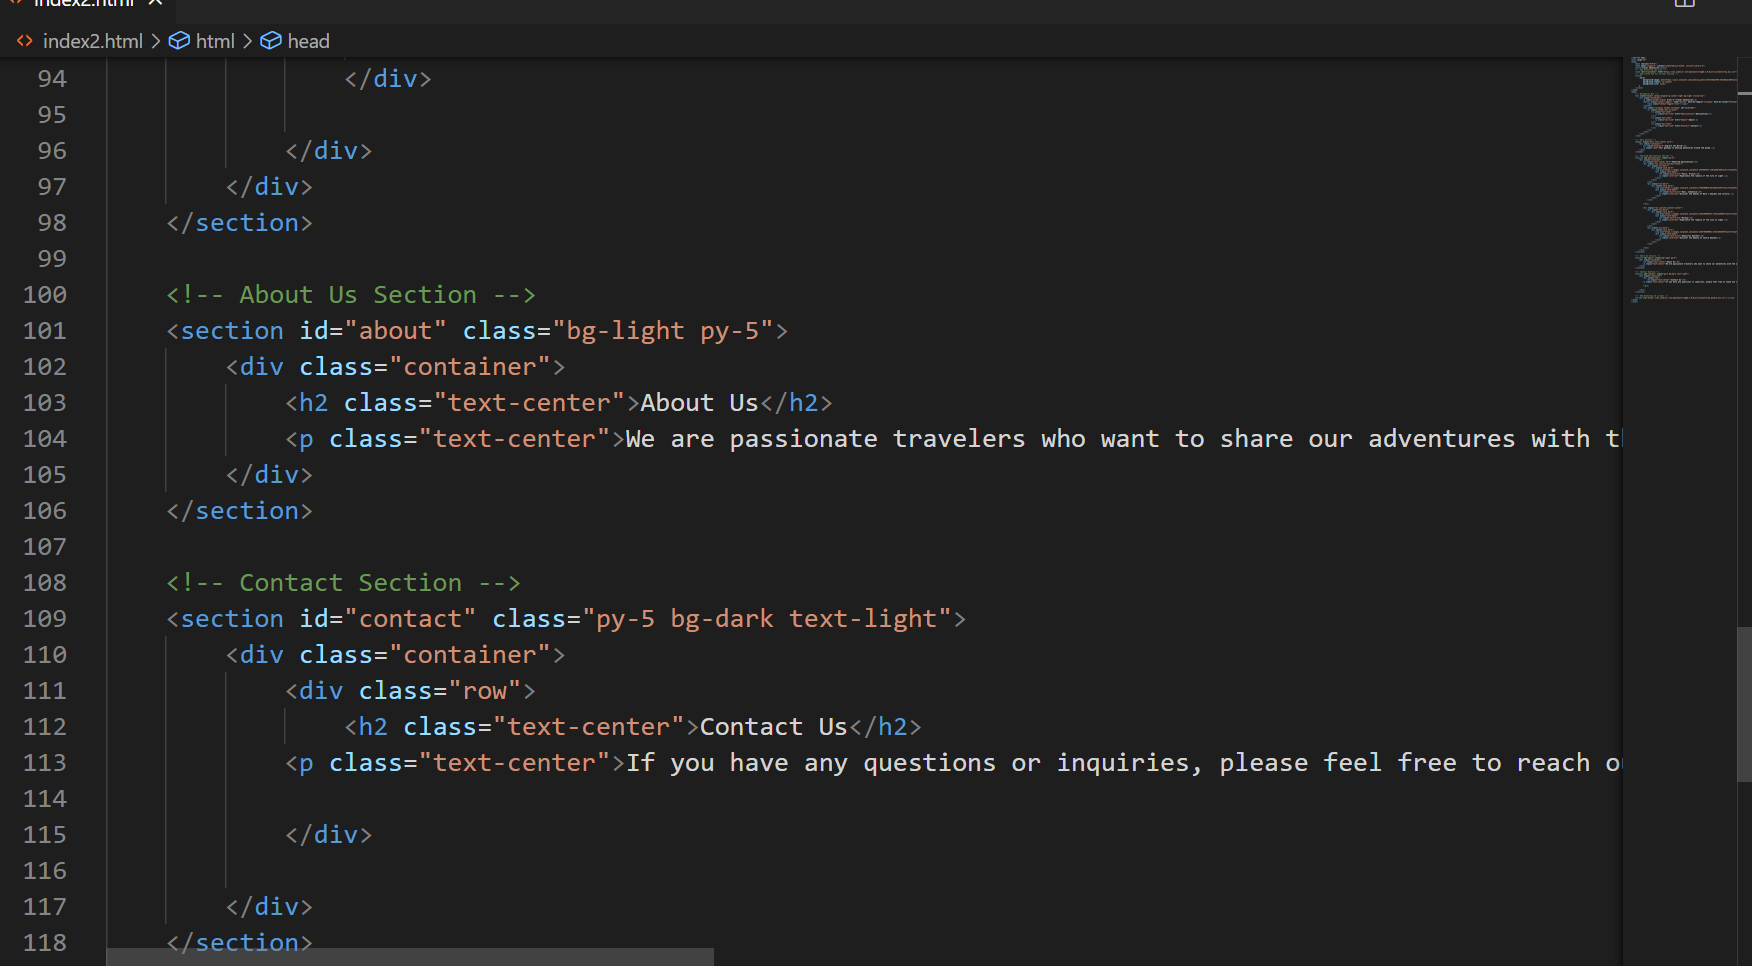 index2.html
index2.html > html > head
94 </div>
95
96 </div>
97 </div>
98 </section>
99
100 <!-- About Us Section -->
101 <section id="about" class="bg-light py-5">
102 <div class="container">
103 <h2 class="text-center">About Us</h2>
104 <p class="text-center">We are passionate travelers who want to share our adventures with
105 </div>
106 </section>
107
108 <!-- Contact Section -->
109 <section id="contact" class="py-5 bg-dark text-light">
110 <div class="container">
111 <div class="row">
112 <h2 class="text-center">Contact Us</h2>
113 <p class="text-center">If you have any questions or inquiries, please feel free to reach
114
115 </div>
116
117 </div>
118 </section>